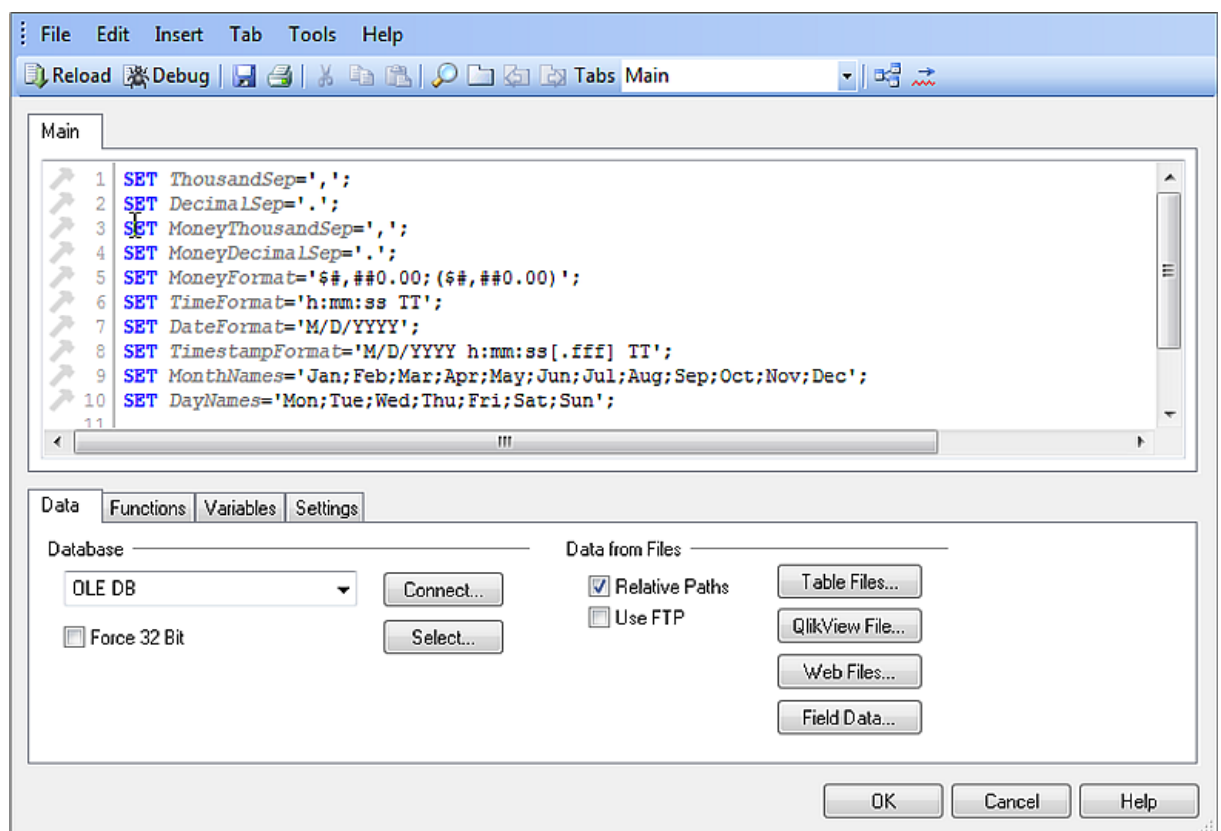 File Edit Insert Tab Tools Help
Reload Debug Tabs Main
Main
1 SET ThousandSep=',';
2 SET DecimalSep='.';
3 SET MoneyThousandSep=',';
4 SET MoneyDecimalSep='.';
5 SET MoneyFormat='$#,##0.00;($#,##0.00)';
6 SET TimeFormat='h:mm:ss TT';
7 SET DateFormat='M/D/YYYY';
8 SET TimestampFormat='M/D/YYYY h:mm:ss[.fff] TT';
9 SET MonthNames='Jan;Feb;Mar;Apr;May;Jun;Jul;Aug;Sep;Oct;Nov;Dec';
10 SET DayNames='Mon;Tue;Wed;Thu;Fri;Sat;Sun';
11
Data Functions Variables Settings
Database Data from Files
OLE DB Connect... Relative Paths Table Files...
Force 32 Bit Select... Use FTP QlikView File...
Web Files...
Field Data...
OK Cancel Help